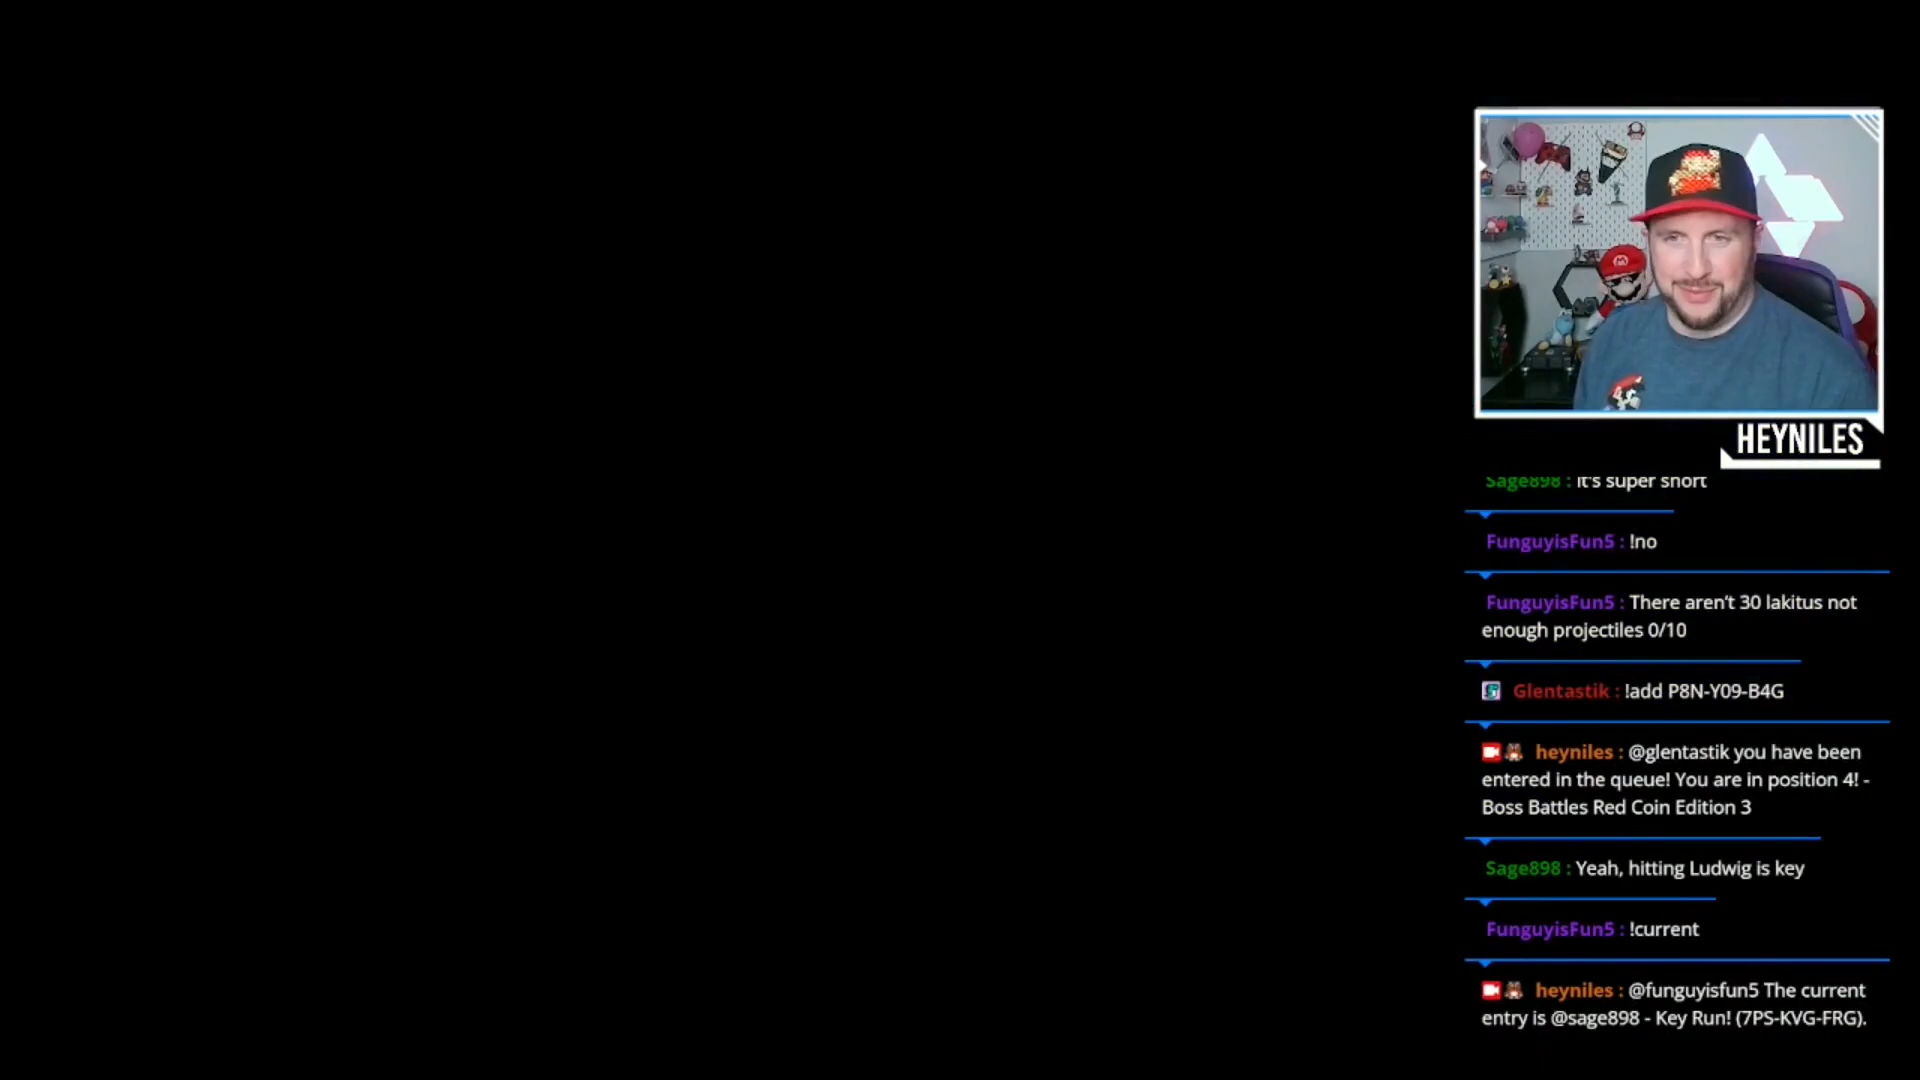 HEYNILES
Sage898 : It's super short
FunguyisFun5 : !no
FunguyisFun5 : There aren't 30 lakitus not
enough projectiles 0/10
Glentastik : !add P8N-Y09-B4G
heyniles : @glentastik you have been
entered in the queue! You are in position 4! -
Boss Battles Red Coin Edition 3
Sage898 : Yeah, hitting Ludwig is key
FunguyisFun5 : !current
heyniles : @funguyisfun5 The current
entry is @sage898 - Key Run! (7PS-KVG-FRG).